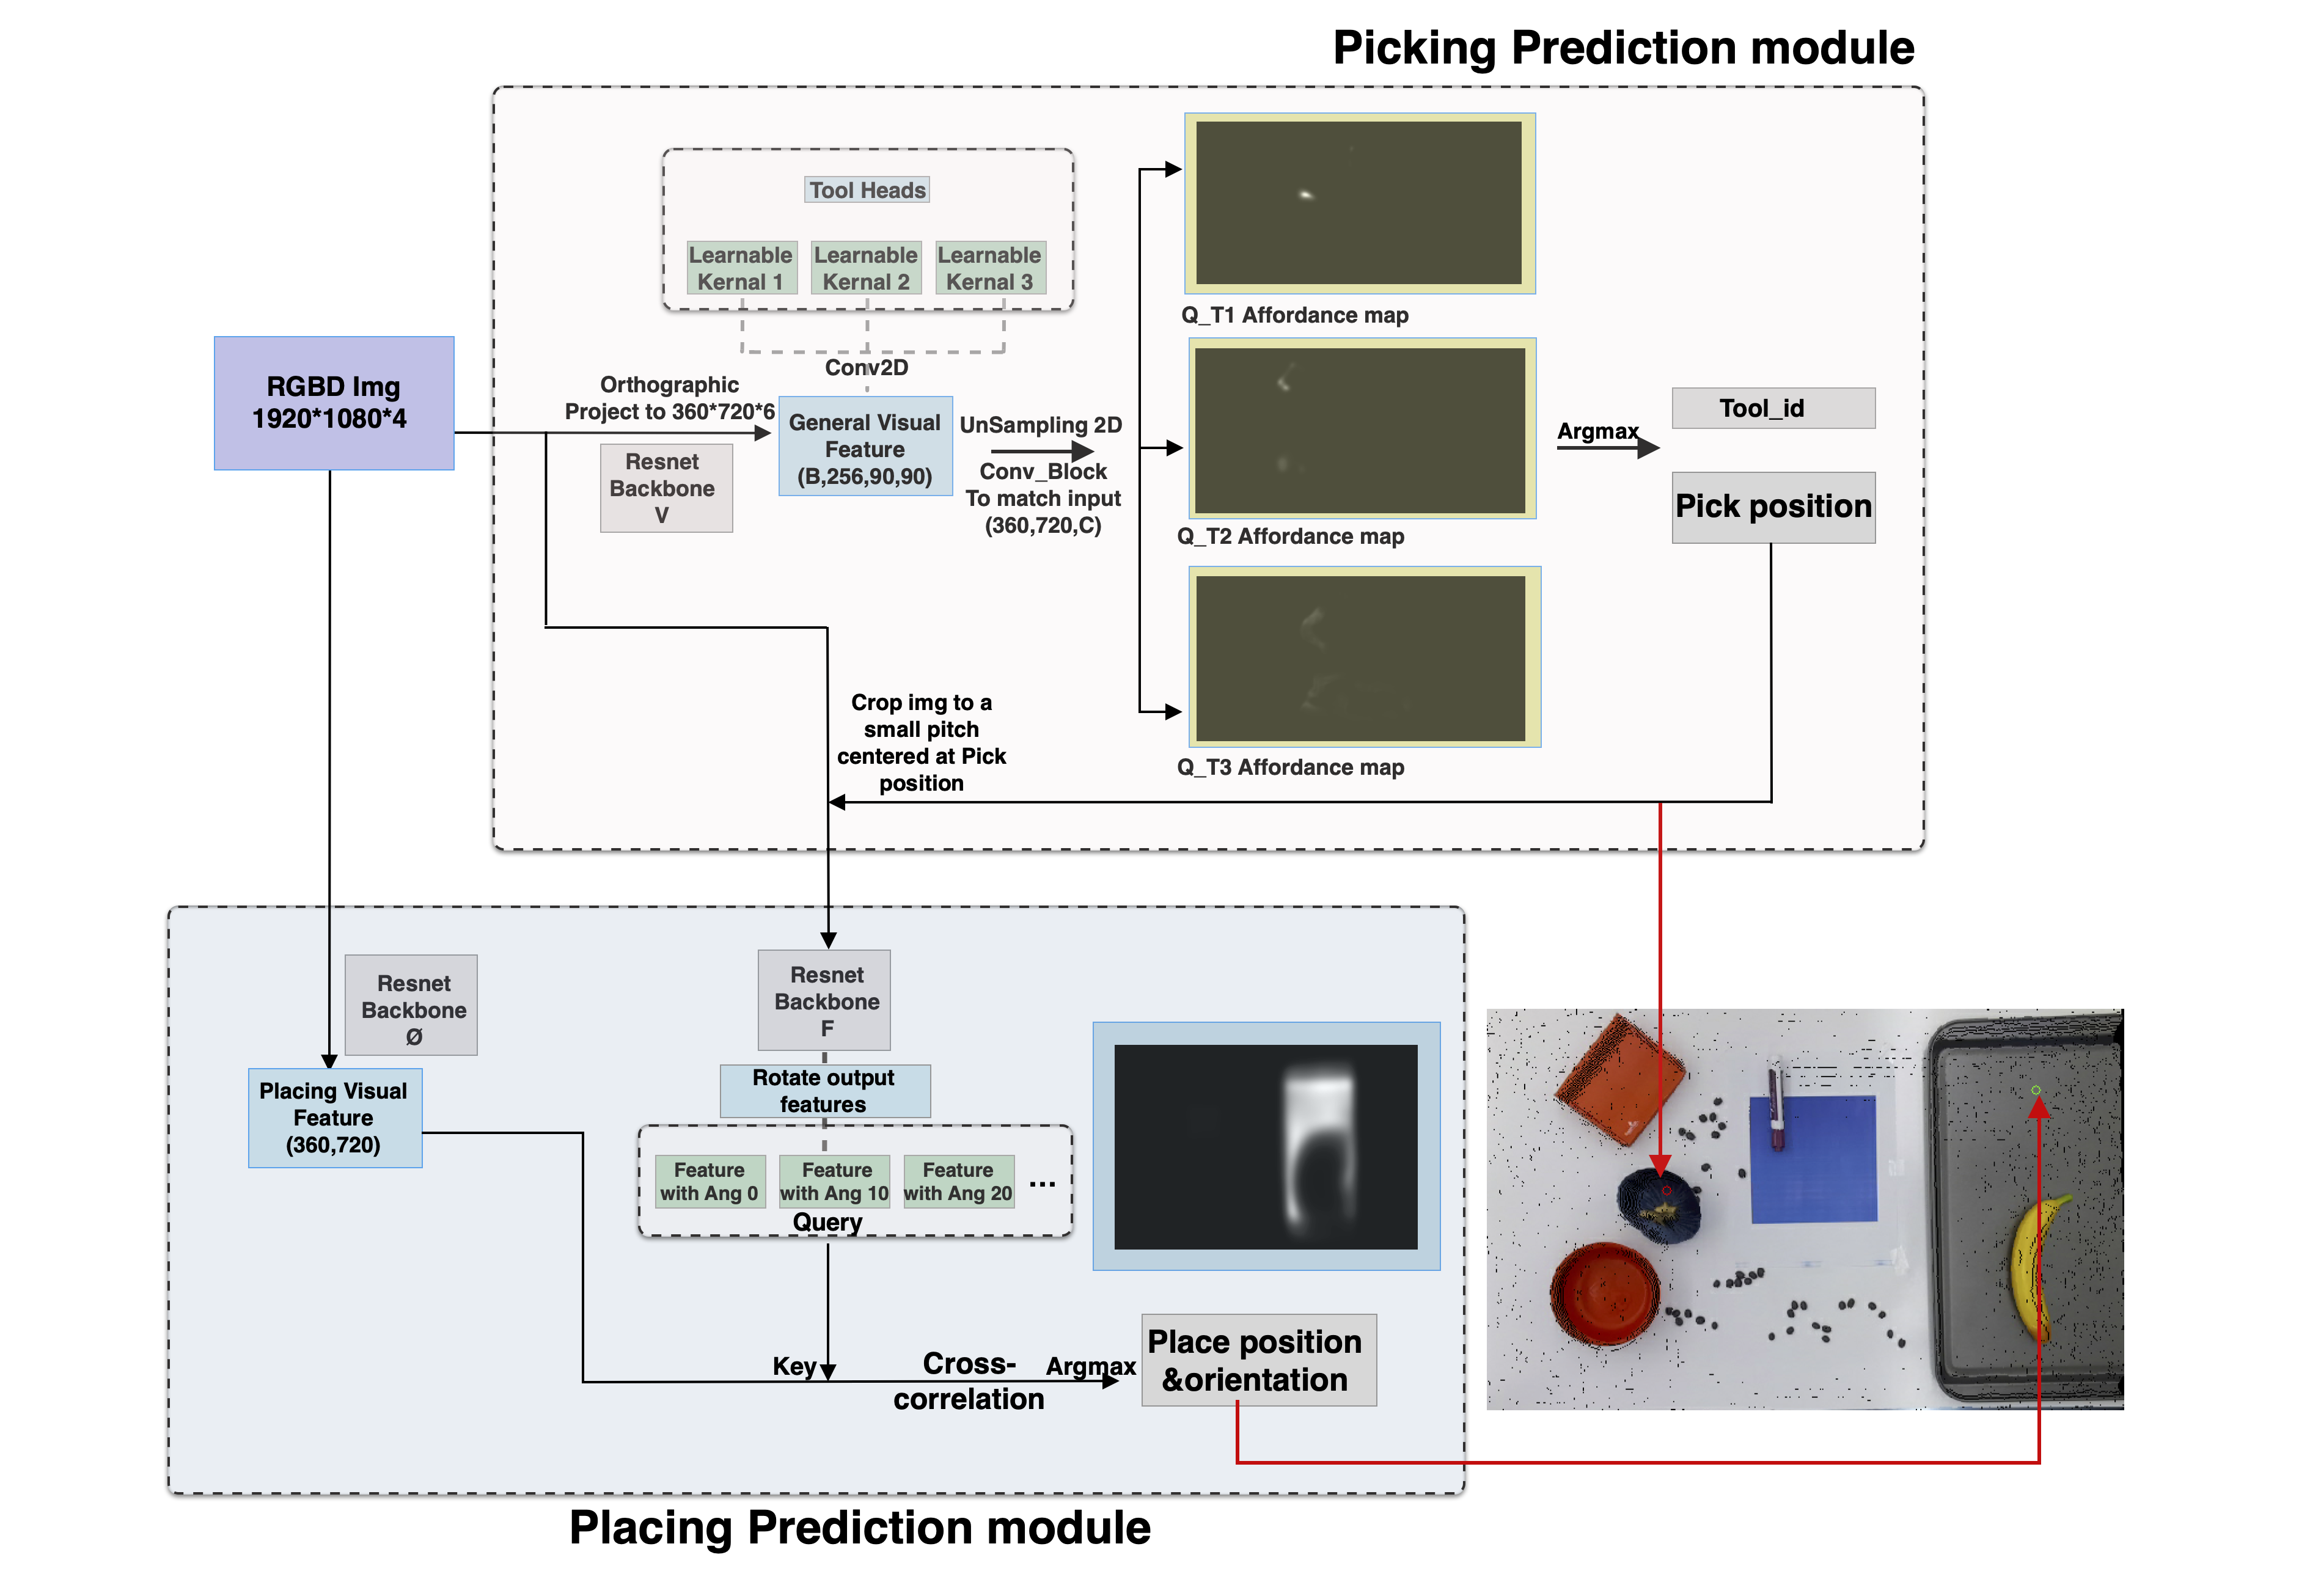 Picking Prediction module
Tool Heads
Learnable
Kernal 1
Learnable
Kernal 2
Learnable
Kernal 3
Conv2D
RGBD Img
1920*1080*4
Orthographic
Project to 360*720*6
Resnet
Backbone
V
General Visual
Feature
(B,256,90,90)
UnSampling 2D
Conv_Block
To match input
(360,720,C)
Q_T1 Affordance map
Q_T2 Affordance map
Q_T3 Affordance map
Argmax
Tool_id
Pick position
Crop img to a
small pitch
centered at Pick
position
Resnet
Backbone
Ø
Placing Visual
Feature
(360,720)
Resnet
Backbone
F
Rotate output
features
Feature
with Ang 0
Feature
with Ang 10
Feature
with Ang 20
...
Query
Key
Cross-
correlation
Argmax
Place position
&orientation
Placing Prediction module